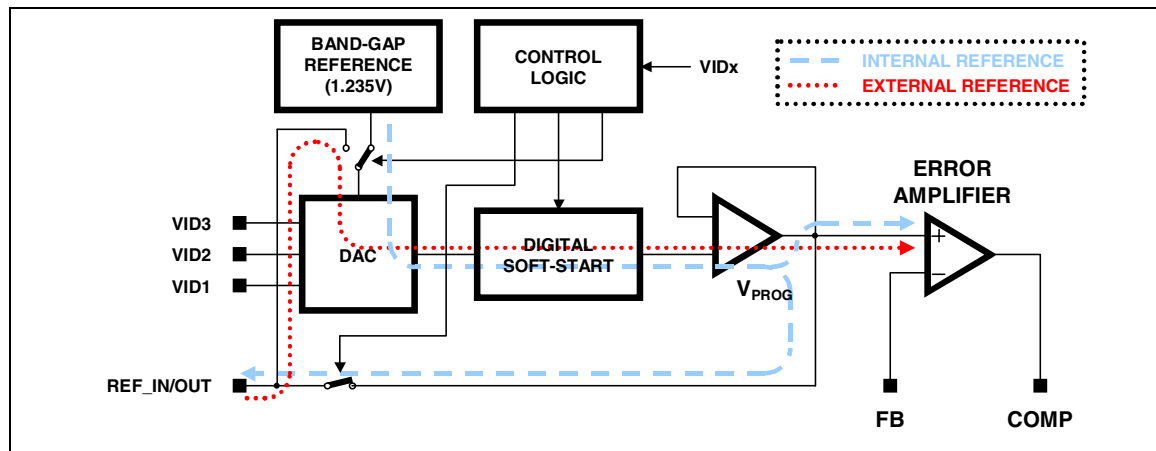 BAND-GAP
REFERENCE
(1.235V)
CONTROL
LOGIC
VIDx
INTERNAL REFERENCE
EXTERNAL REFERENCE
ERROR
AMPLIFIER
VID3
VID2
VID1
DAC
DIGITAL
SOFT-START
VPROG
+
−
REF_IN/OUT
FB
COMP